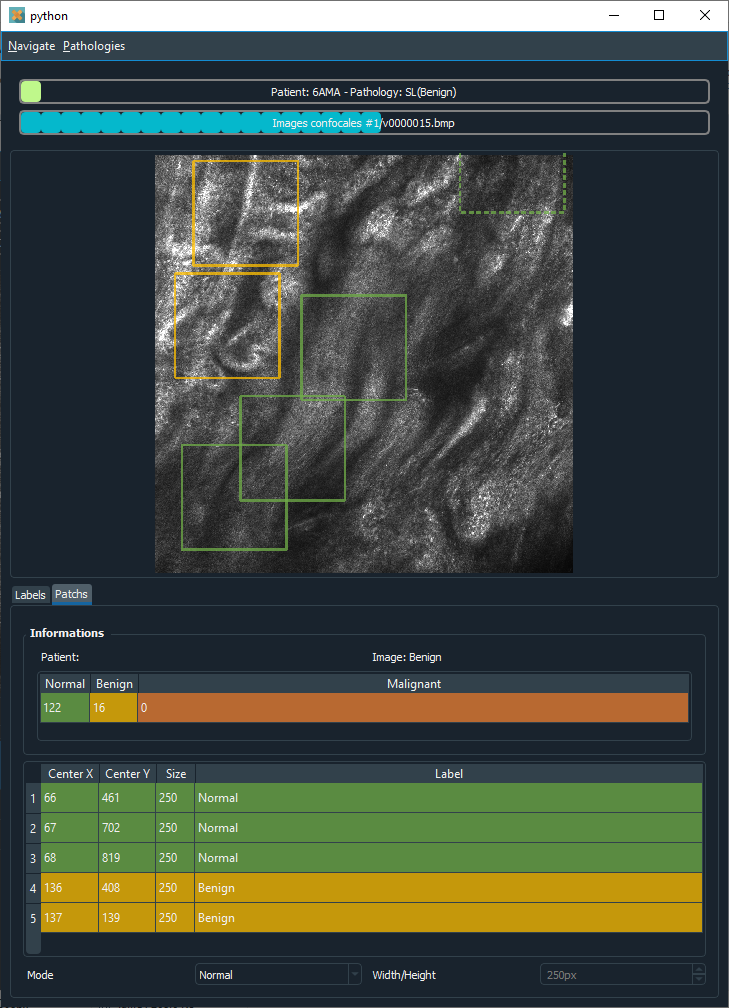 python
Navigate Pathologies
Patient: 6AMA - Pathology: SL(Benign)
Images confocales #1/v0000015.bmp
Labels Patchs
Informations
Patient: Image: Benign
Normal Benign Malignant
122 16 0
Center X Center Y Size Label
1 66 461 250 Normal
2 67 702 250 Normal
3 68 819 250 Normal
4 136 408 250 Benign
5 137 139 250 Benign
Mode Normal Width/Height 250px